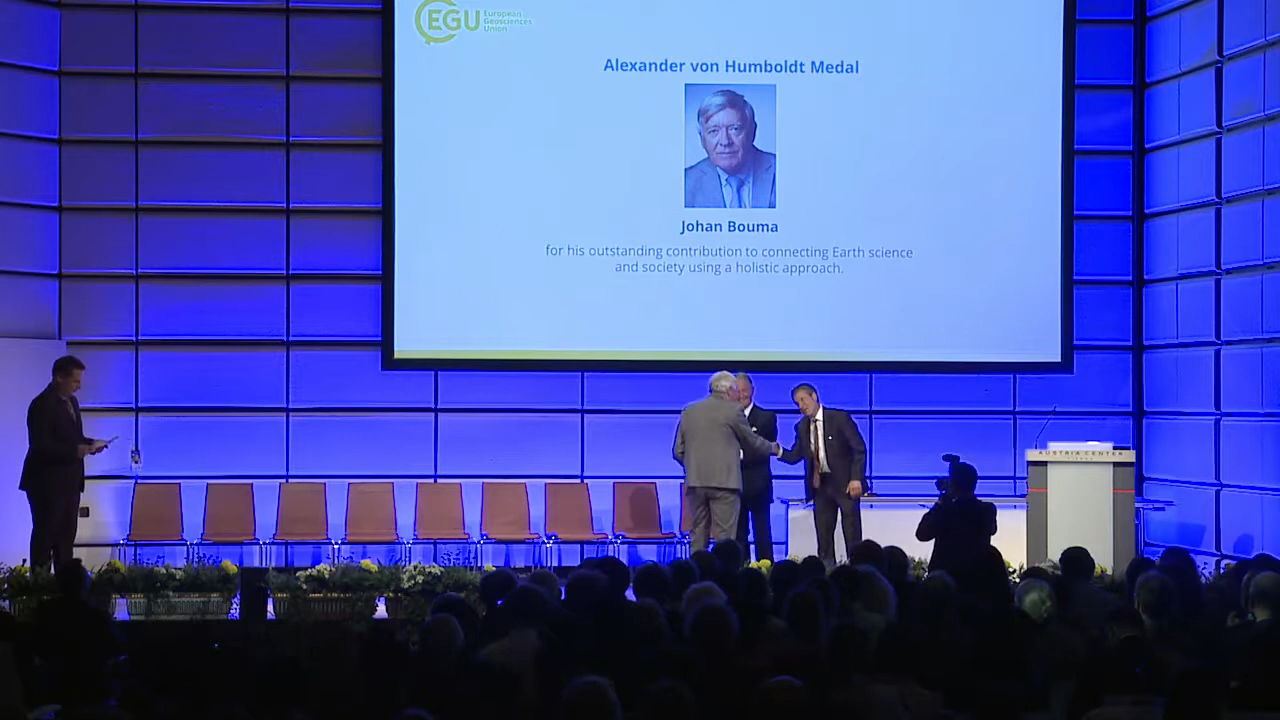 EGU
European
Geosciences
Union
Alexander von Humboldt Medal
Johan Bouma
for his outstanding contribution to connecting Earth science
and society using a holistic approach.
AUSTRIA CENTER